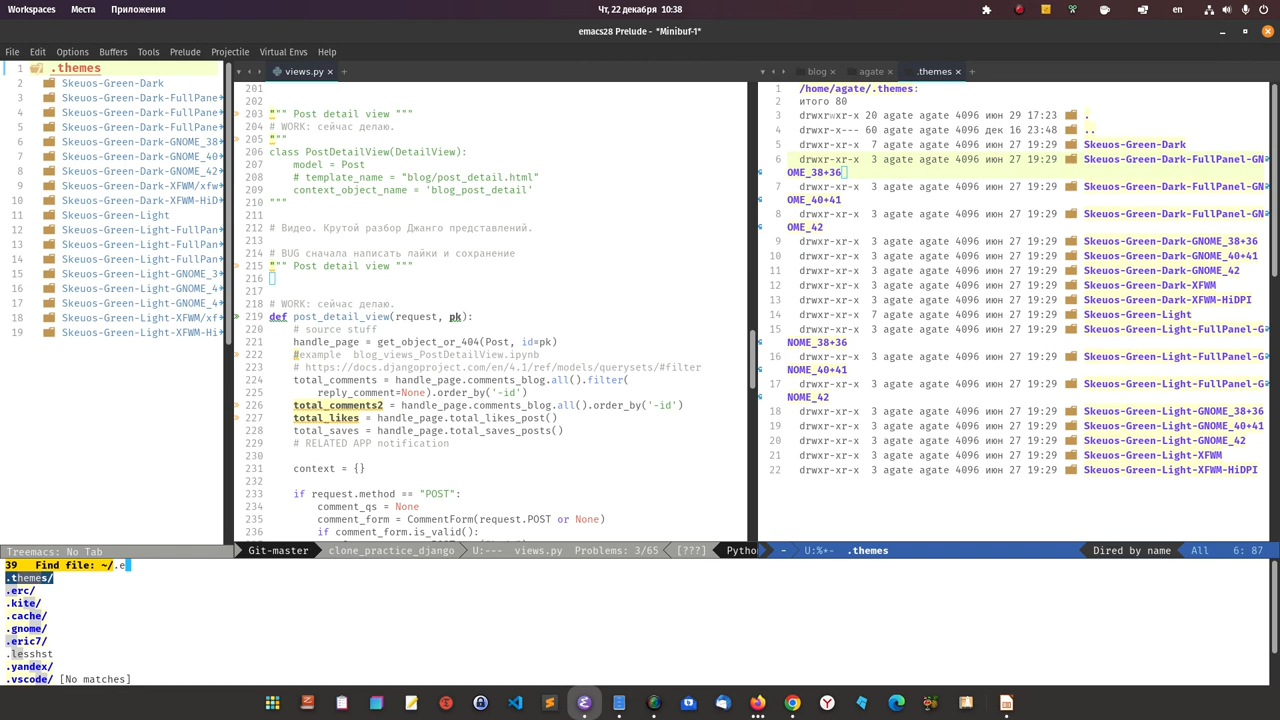 Workspaces Места Приложения Чт, 22 декабря 10:38 en
emacs28 Prelude - *Minibuf-1*
File Edit Options Buffers Tools Prelude Projectile Virtual Envs Help
1 .themes
2 Skeuos-Green-Dark
3 Skeuos-Green-Dark-FullPane
4 Skeuos-Green-Dark-FullPane
5 Skeuos-Green-Dark-FullPane
6 Skeuos-Green-Dark-GNOME_38
7 Skeuos-Green-Dark-GNOME_40
8 Skeuos-Green-Dark-GNOME_42
9 Skeuos-Green-Dark-XFWM/xfw
10 Skeuos-Green-Dark-XFWM-HiD
11 Skeuos-Green-Light
12 Skeuos-Green-Light-FullPan
13 Skeuos-Green-Light-FullPan
14 Skeuos-Green-Light-FullPan
15 Skeuos-Green-Light-GNOME_3
16 Skeuos-Green-Light-GNOME_4
17 Skeuos-Green-Light-GNOME_4
18 Skeuos-Green-Light-XFWM/xf
19 Skeuos-Green-Light-XFWM-Hi
Treemacs: No Tab
views.py × +
201
202
203 """ Post detail view """
204 # WORK: сейчас делаю.
205 """
206 class PostDetailView(DetailView):
207 model = Post
208 # template_name = "blog/post_detail.html"
209 context_object_name = 'blog_post_detail'
210 """
211
212 # Видео. Крутой разбор Джанго представлений.
213
214 # BUG сначала написать лайки и сохранение
215 """ Post detail view """
216
217
218 # WORK: сейчас делаю.
219 def post_detail_view(request, pk):
220 # source stuff
221 handle_page = get_object_or_404(Post, id=pk)
222 #example blog_views_PostDetailView.ipynb
223 # https://docs.djangoproject.com/en/4.1/ref/models/querysets/#filter
224 total_comments = handle_page.comments_blog.all().filter(
225 reply_comment=None).order_by('-id')
226 total_comments2 = handle_page.comments_blog.all().order_by('-id')
227 total_likes = handle_page.total_likes_post()
228 total_saves = handle_page.total_saves_posts()
229 # RELATED APP notification
230
231 context = {}
232
233 if request.method == "POST":
234 comment_qs = None
235 comment_form = CommentForm(request.POST or None)
236 if comment_form.is_valid():
Git-master clone_practice_django U:--- views.py Problems: 3/65 [???] Python
blog × agate × .themes × +
1 /home/agate/.themes:
2 итого 80
3 drwxrwxr-x 20 agate agate 4096 июн 29 17:23 .
4 drwxr-x--- 60 agate agate 4096 дек 16 23:48 ..
5 drwxr-xr-x 7 agate agate 4096 июн 27 19:29 Skeuos-Green-Dark
6 drwxr-xr-x 3 agate agate 4096 июн 27 19:29 Skeuos-Green-Dark-FullPanel-GN
OME_38+36
7 drwxr-xr-x 3 agate agate 4096 июн 27 19:29 Skeuos-Green-Dark-FullPanel-GN
OME_40+41
8 drwxr-xr-x 3 agate agate 4096 июн 27 19:29 Skeuos-Green-Dark-FullPanel-GN
OME_42
9 drwxr-xr-x 3 agate agate 4096 июн 27 19:29 Skeuos-Green-Dark-GNOME_38+36
10 drwxr-xr-x 3 agate agate 4096 июн 27 19:29 Skeuos-Green-Dark-GNOME_40+41
11 drwxr-xr-x 3 agate agate 4096 июн 27 19:29 Skeuos-Green-Dark-GNOME_42
12 drwxr-xr-x 3 agate agate 4096 июн 27 19:29 Skeuos-Green-Dark-XFWM
13 drwxr-xr-x 3 agate agate 4096 июн 27 19:29 Skeuos-Green-Dark-XFWM-HiDPI
14 drwxr-xr-x 7 agate agate 4096 июн 27 19:29 Skeuos-Green-Light
15 drwxr-xr-x 3 agate agate 4096 июн 27 19:29 Skeuos-Green-Light-FullPanel-G
NOME_38+36
16 drwxr-xr-x 3 agate agate 4096 июн 27 19:29 Skeuos-Green-Light-FullPanel-G
NOME_40+41
17 drwxr-xr-x 3 agate agate 4096 июн 27 19:29 Skeuos-Green-Light-FullPanel-G
NOME_42
18 drwxr-xr-x 3 agate agate 4096 июн 27 19:29 Skeuos-Green-Light-GNOME_38+36
19 drwxr-xr-x 3 agate agate 4096 июн 27 19:29 Skeuos-Green-Light-GNOME_40+41
20 drwxr-xr-x 3 agate agate 4096 июн 27 19:29 Skeuos-Green-Light-GNOME_42
21 drwxr-xr-x 3 agate agate 4096 июн 27 19:29 Skeuos-Green-Light-XFWM
22 drwxr-xr-x 3 agate agate 4096 июн 27 19:29 Skeuos-Green-Light-XFWM-HiDPI
- U:%*- .themes Dired by name All 6: 87
39 Find file: ~/.e
.themes/
.erc/
.kite/
.cache/
.gnome/
.eric7/
.lesshst
.yandex/
.vscode/ [No matches]